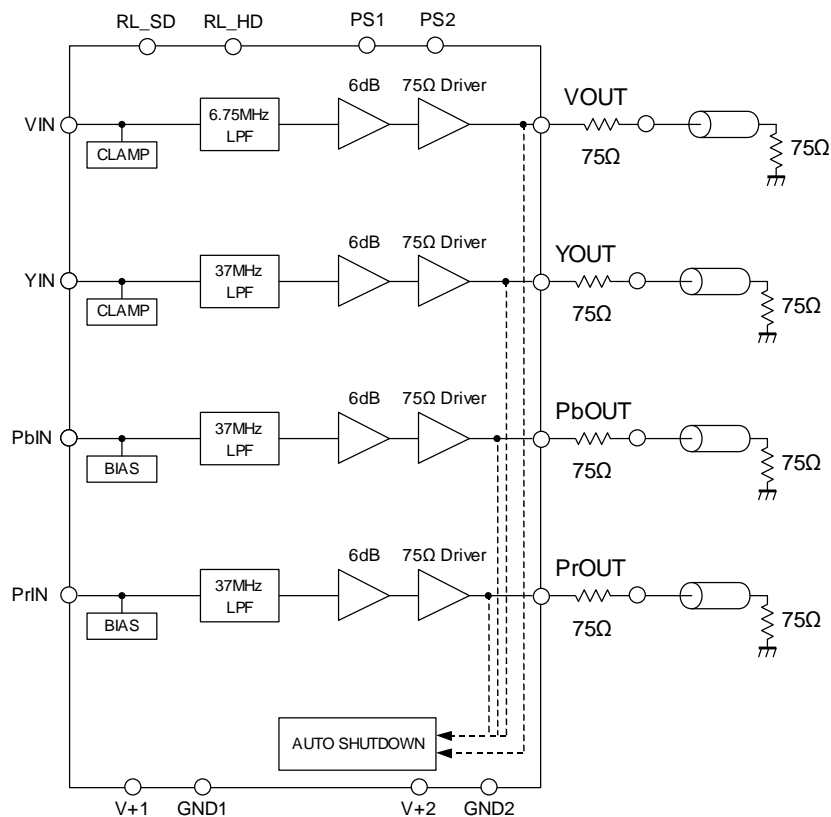 RL_SD RL_HD PS1 PS2
6dB 75Ω Driver VOUT
VIN 6.75MHz
LPF
CLAMP
75Ω 75Ω
6dB 75Ω Driver YOUT
YIN 37MHz
LPF
CLAMP
75Ω 75Ω
6dB 75Ω Driver PbOUT
PbIN 37MHz
LPF
BIAS
75Ω 75Ω
6dB 75Ω Driver PrOUT
PrIN 37MHz
LPF
BIAS
75Ω 75Ω
AUTO SHUTDOWN
V+1 GND1 V+2 GND2